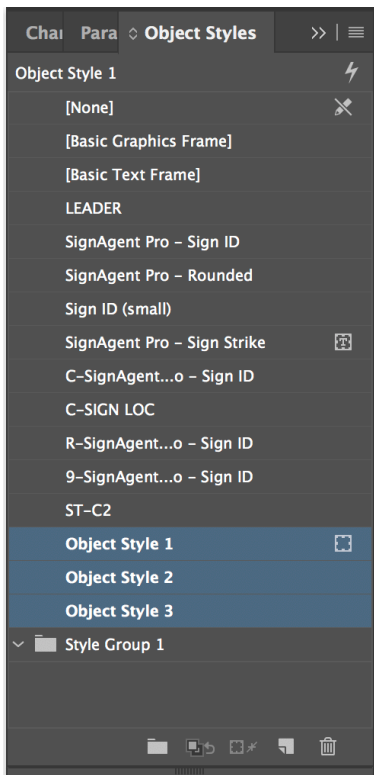 Char Para Object Styles
Object Style 1
[None]
[Basic Graphics Frame]
[Basic Text Frame]
LEADER
SignAgent Pro – Sign ID
SignAgent Pro – Rounded
Sign ID (small)
SignAgent Pro – Sign Strike
C–SignAgent...o – Sign ID
C–SIGN LOC
R–SignAgent...o – Sign ID
9–SignAgent...o – Sign ID
ST–C2
Object Style 1
Object Style 2
Object Style 3
Style Group 1